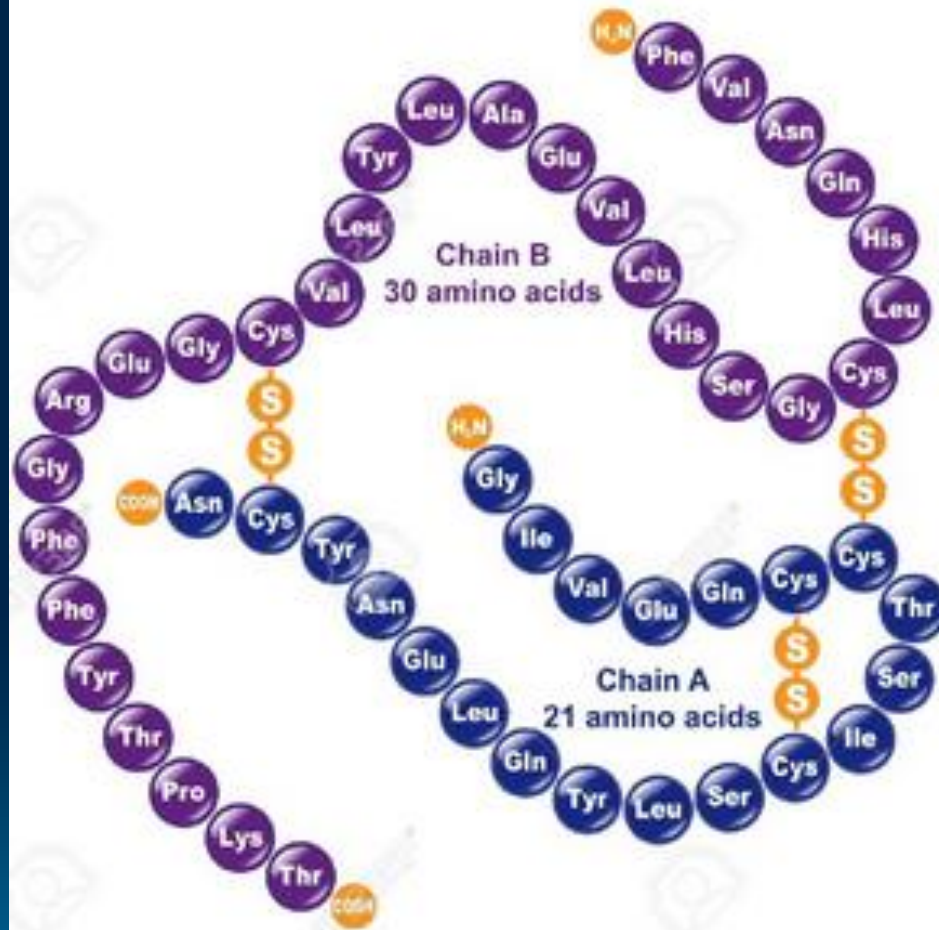 H₂N
Phe
Val
Asn
Gln
His
Leu
Cys
Gly
Ser
His
Leu
Val
Glu
Ala
Leu
Tyr
Leu
Val
Cys
Gly
Glu
Arg
Gly
Phe
Phe
Tyr
Thr
Pro
Lys
Thr
COOH
Chain B
30 amino acids
S
S
S
S
H₂N
Gly
Ile
Val
Glu
Gln
Cys
Cys
Thr
Ser
Ile
Cys
Ser
Leu
Tyr
Gln
Leu
Glu
Asn
Tyr
Cys
Asn
COOH
S
S
Chain A
21 amino acids